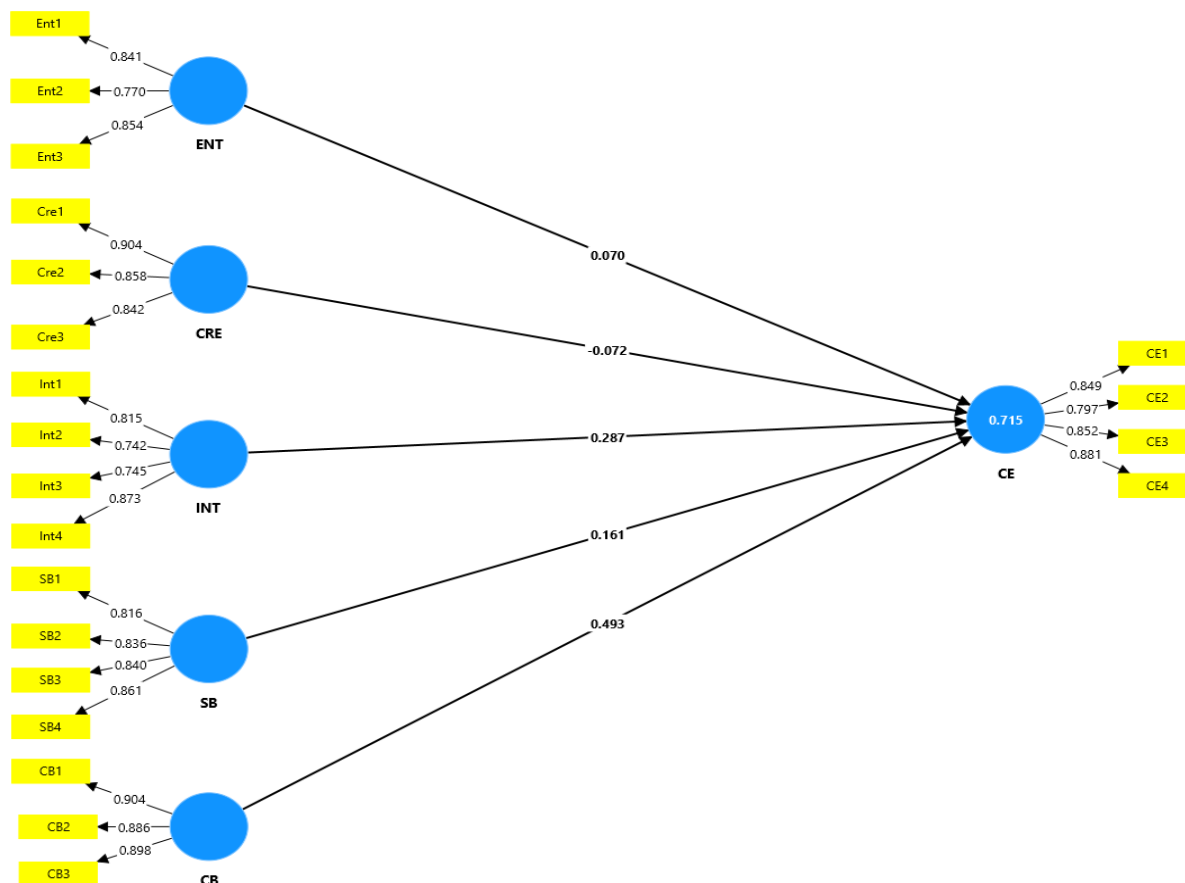 Ent1
0.841
Ent2
0.770
0.854
Ent3
ENT
Cre1
0.904
Cre2
0.858
0.842
Cre3
CRE
Int1
0.815
Int2
0.742
0.745
Int3
0.873
Int4
INT
SB1
0.816
SB2
0.836
0.840
SB3
0.861
SB4
SB
CB1
0.904
CB2
0.886
0.898
CB3
CB
0.070
-0.072
0.287
0.161
0.493
0.715
CE
CE1
0.849
CE2
0.797
0.852
CE3
0.881
CE4